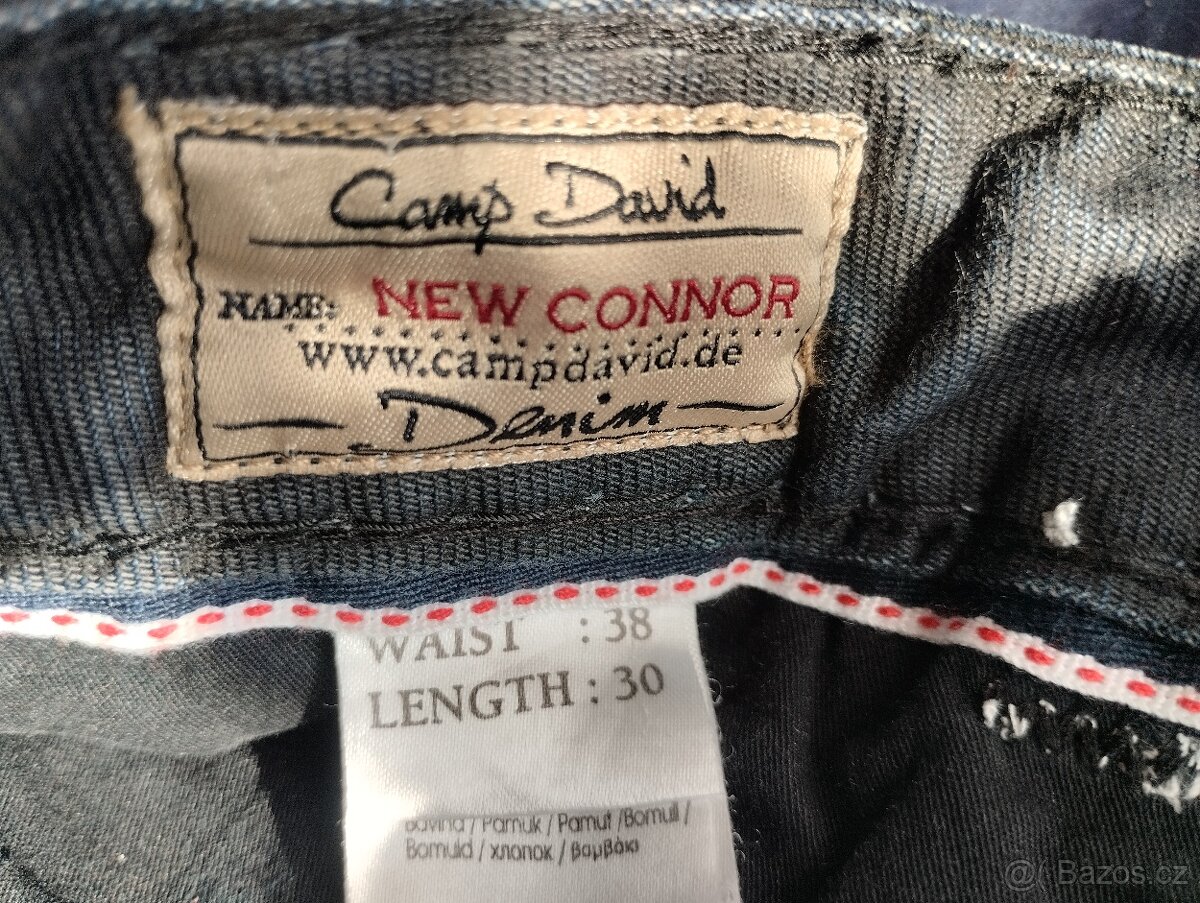 Camp David
NAME: NEW CONNOR
www.campdavid.de
Denim
WAIST : 38
LENGTH : 30
Bavlna / Pamuk / Pamut / Bomull /
Bomuld / хлопок / βαμβάκι
@ Bazos.cz